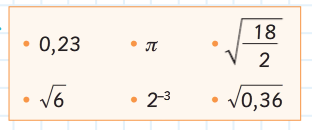 • 0,23 • π • √(18/2)
• √6 • 2⁻³ • √0,36